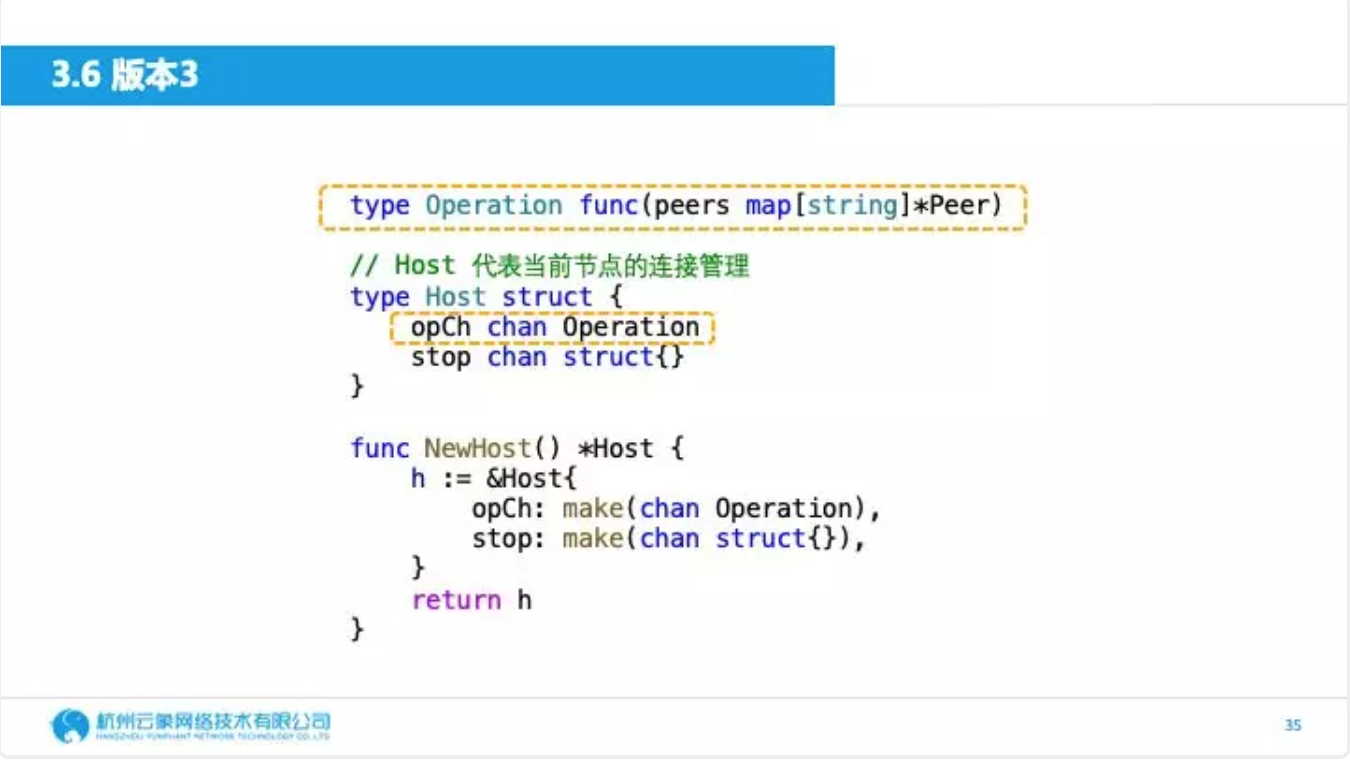 3.6 版本3
type Operation func(peers map[string]*Peer)
// Host 代表当前节点的连接管理
type Host struct {
    opCh chan Operation
    stop chan struct{}
}
func NewHost() *Host {
    h := &Host{
        opCh: make(chan Operation),
        stop: make(chan struct{}),
    }
    return h
}
杭州云象网络技术有限公司
HANGZHOU YUNPHANT NETWORK TECHNOLOGY CO., LTD
35